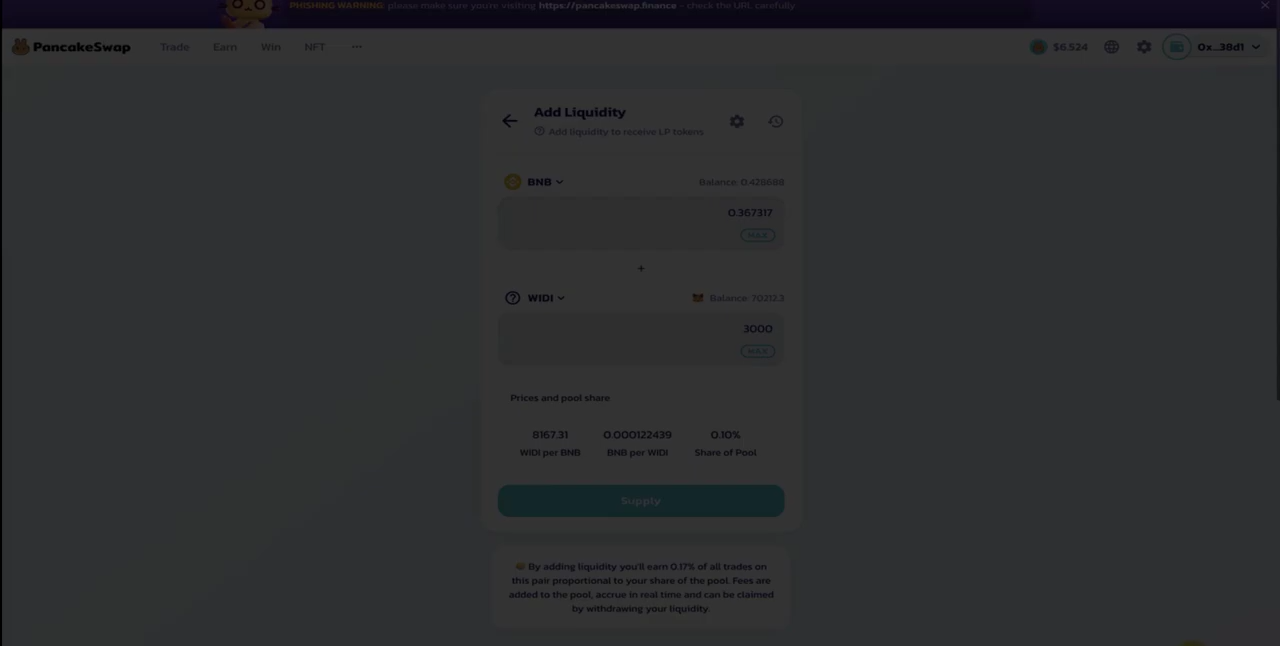 PHISHING WARNING: please make sure you're visiting https://pancakeswap.finance - check the URL carefully.
PancakeSwap Trade Earn Win NFT ... $6.524 0x...38d1
Add Liquidity
Add liquidity to receive LP tokens
BNB Balance: 0.428688
0.367317
MAX
+
WIDI Balance: 70212.3
3000
MAX
Prices and pool share
8167.31 0.000122439 0.10%
WIDI per BNB BNB per WIDI Share of Pool
Supply
By adding liquidity you'll earn 0.17% of all trades on
this pair proportional to your share of the pool. Fees are
added to the pool, accrue in real time and can be claimed
by withdrawing your liquidity.